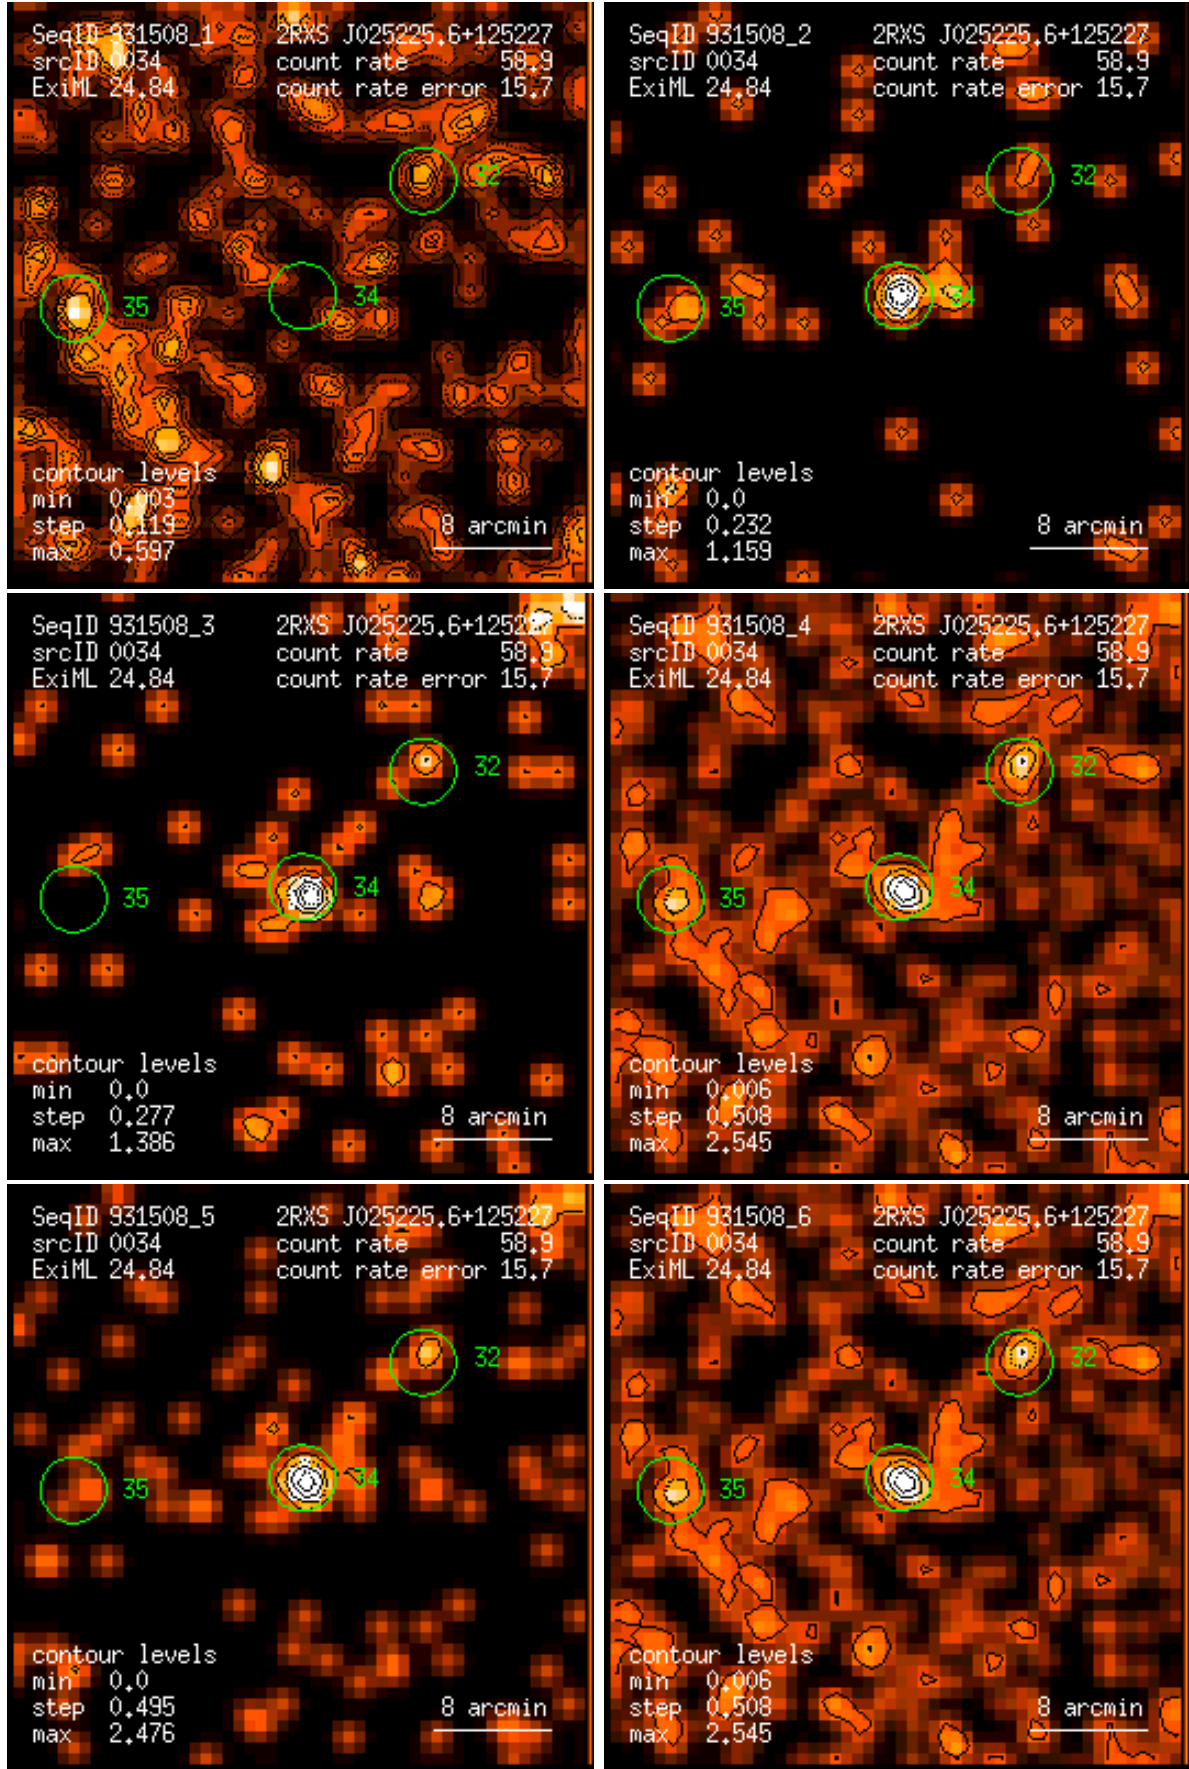 SeqID 931508_1 2RXS J025225.6+125227
srcID 0034 count rate 58.9
ExiML 24.84 count rate error 15.7
32
35
34
contour levels
min 0.003
step 0.119
max 0.597
8 arcmin
SeqID 931508_2 2RXS J025225.6+125227
srcID 0034 count rate 58.9
ExiML 24.84 count rate error 15.7
32
35
34
contour levels
min 0.0
step 0.232
max 1.159
8 arcmin
SeqID 931508_3 2RXS J025225.6+125227
srcID 0034 count rate 58.9
ExiML 24.84 count rate error 15.7
32
35
34
contour levels
min 0.0
step 0.277
max 1.386
8 arcmin
SeqID 931508_4 2RXS J025225.6+125227
srcID 0034 count rate 58.9
ExiML 24.84 count rate error 15.7
32
35
34
contour levels
min 0.006
step 0.508
max 2.545
8 arcmin
SeqID 931508_5 2RXS J025225.6+125227
srcID 0034 count rate 58.9
ExiML 24.84 count rate error 15.7
32
35
34
contour levels
min 0.0
step 0.495
max 2.476
8 arcmin
SeqID 931508_6 2RXS J025225.6+125227
srcID 0034 count rate 58.9
ExiML 24.84 count rate error 15.7
32
35
34
contour levels
min 0.006
step 0.508
max 2.545
8 arcmin